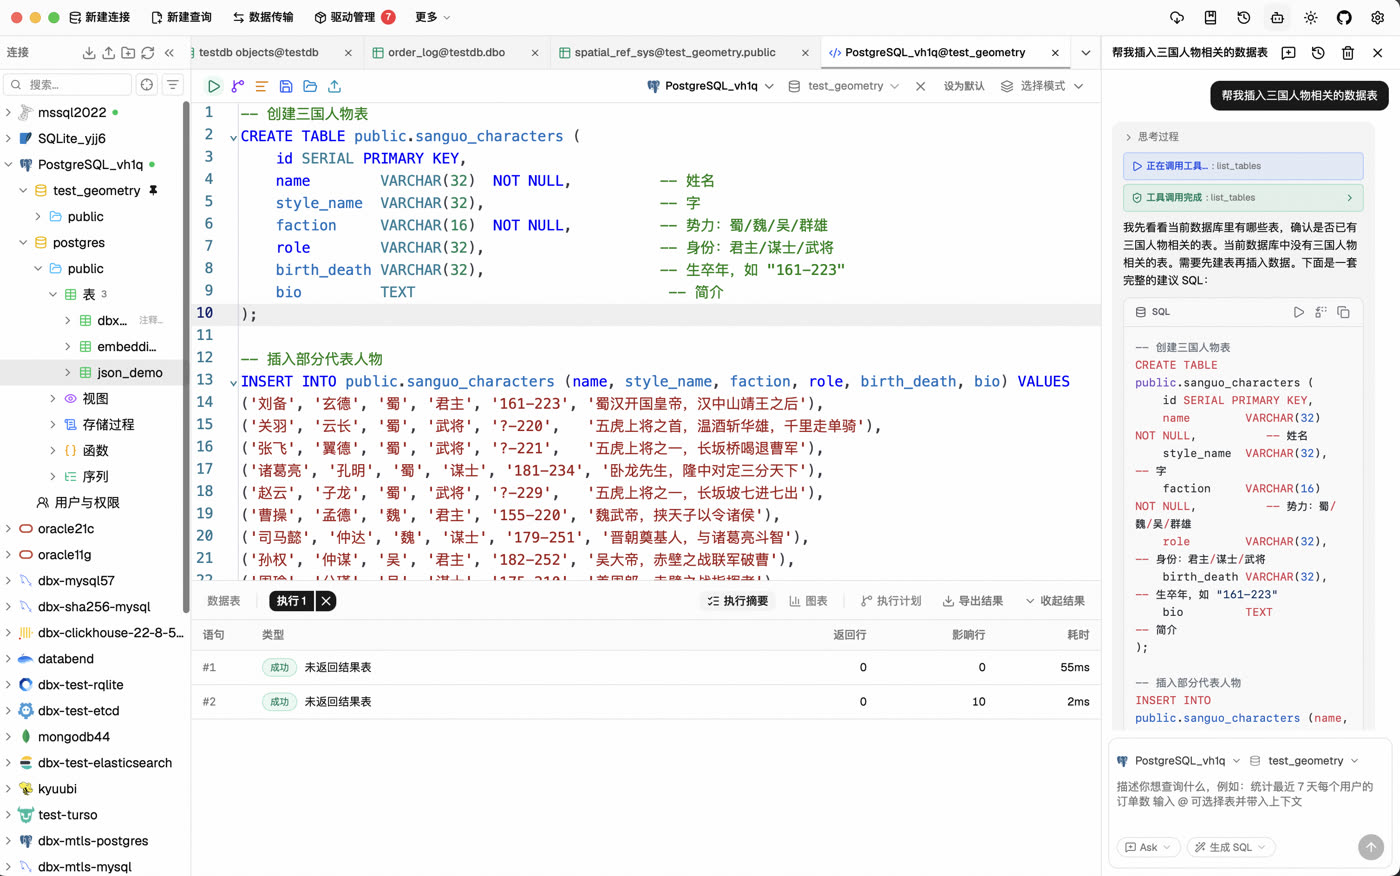 新建连接 新建查询 数据传输 驱动管理 7 更多
连接
testdb objects@testdb
order_log@testdb.dbo
spatial_ref_sys@test_geometry.public
PostgreSQL_vh1q@test_geometry
帮我插入三国人物相关的数据表
搜索...
PostgreSQL_vh1q test_geometry 设为默认 选择模式
mssql2022
SQLite_yjj6
PostgreSQL_vh1q
test_geometry
public
postgres
public
表 3
dbx... 注释...
embeddi...
json_demo
视图
存储过程
函数
序列
用户与权限
oracle21c
oracle11g
dbx-mysql57
dbx-sha256-mysql
dbx-clickhouse-22-8-5...
databend
dbx-test-rqlite
dbx-test-etcd
mongodb44
dbx-test-elasticsearch
kyuubi
test-turso
dbx-mtls-postgres
dbx-mtls-mysql
1 -- 创建三国人物表
2 CREATE TABLE public.sanguo_characters (
3 id SERIAL PRIMARY KEY,
4 name VARCHAR(32) NOT NULL, -- 姓名
5 style_name VARCHAR(32), -- 字
6 faction VARCHAR(16) NOT NULL, -- 势力：蜀/魏/吴/群雄
7 role VARCHAR(32), -- 身份：君主/谋士/武将
8 birth_death VARCHAR(32), -- 生卒年，如 "161-223"
9 bio TEXT -- 简介
10 );
11
12 -- 插入部分代表人物
13 INSERT INTO public.sanguo_characters (name, style_name, faction, role, birth_death, bio) VALUES
14 ('刘备', '玄德', '蜀', '君主', '161-223', '蜀汉开国皇帝，汉中山靖王之后'),
15 ('关羽', '云长', '蜀', '武将', '?-220', '五虎上将之首，温酒斩华雄，千里走单骑'),
16 ('张飞', '翼德', '蜀', '武将', '?-221', '五虎上将之一，长坂桥喝退曹军'),
17 ('诸葛亮', '孔明', '蜀', '谋士', '181-234', '卧龙先生，隆中对定三分天下'),
18 ('赵云', '子龙', '蜀', '武将', '?-229', '五虎上将之一，长坂坡七进七出'),
19 ('曹操', '孟德', '魏', '君主', '155-220', '魏武帝，挟天子以令诸侯'),
20 ('司马懿', '仲达', '魏', '谋士', '179-251', '晋朝奠基人，与诸葛亮斗智'),
21 ('孙权', '仲谋', '吴', '君主', '182-252', '吴大帝，赤壁之战联军破曹'),
数据表 执行 1 执行摘要 图表 执行计划 导出结果 收起结果
语句 类型 返回行 影响行 耗时
#1 成功 未返回结果表 0 0 55ms
#2 成功 未返回结果表 0 10 2ms
帮我插入三国人物相关的数据表
思考过程
正在调用工具... : list_tables
工具调用完成 : list_tables
我先看看当前数据库里有哪些表，确认是否已有
三国人物相关的表。当前数据库中没有三国人物
相关的表。需要先建表再插入数据。下面是一套
完整的建议 SQL：
SQL
-- 创建三国人物表
CREATE TABLE
public.sanguo_characters (
id SERIAL PRIMARY KEY,
name VARCHAR(32)
NOT NULL, -- 姓名
style_name VARCHAR(32),
-- 字
faction VARCHAR(16)
NOT NULL, -- 势力：蜀/
魏/吴/群雄
role VARCHAR(32),
-- 身份：君主/谋士/武将
birth_death VARCHAR(32),
-- 生卒年，如 "161-223"
bio TEXT
-- 简介
);
-- 插入部分代表人物
INSERT INTO
public.sanguo_characters (name,
PostgreSQL_vh1q test_geometry
描述你想查询什么，例如：统计最近 7 天每个用户的
订单数 输入 @ 可选择表并带入上下文
Ask 生成 SQL